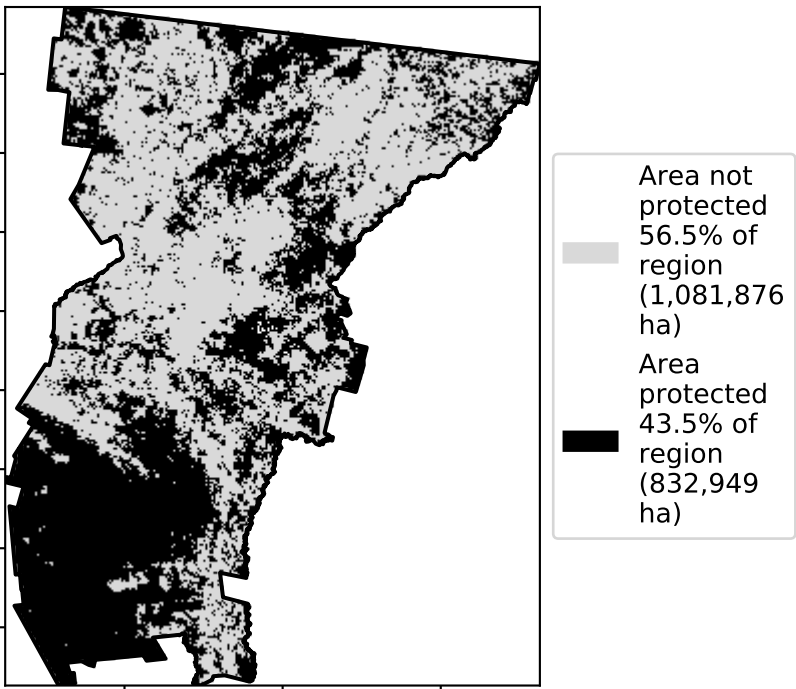 Area not
protected
56.5% of
region
(1,081,876
ha)
Area
protected
43.5% of
region
(832,949
ha)